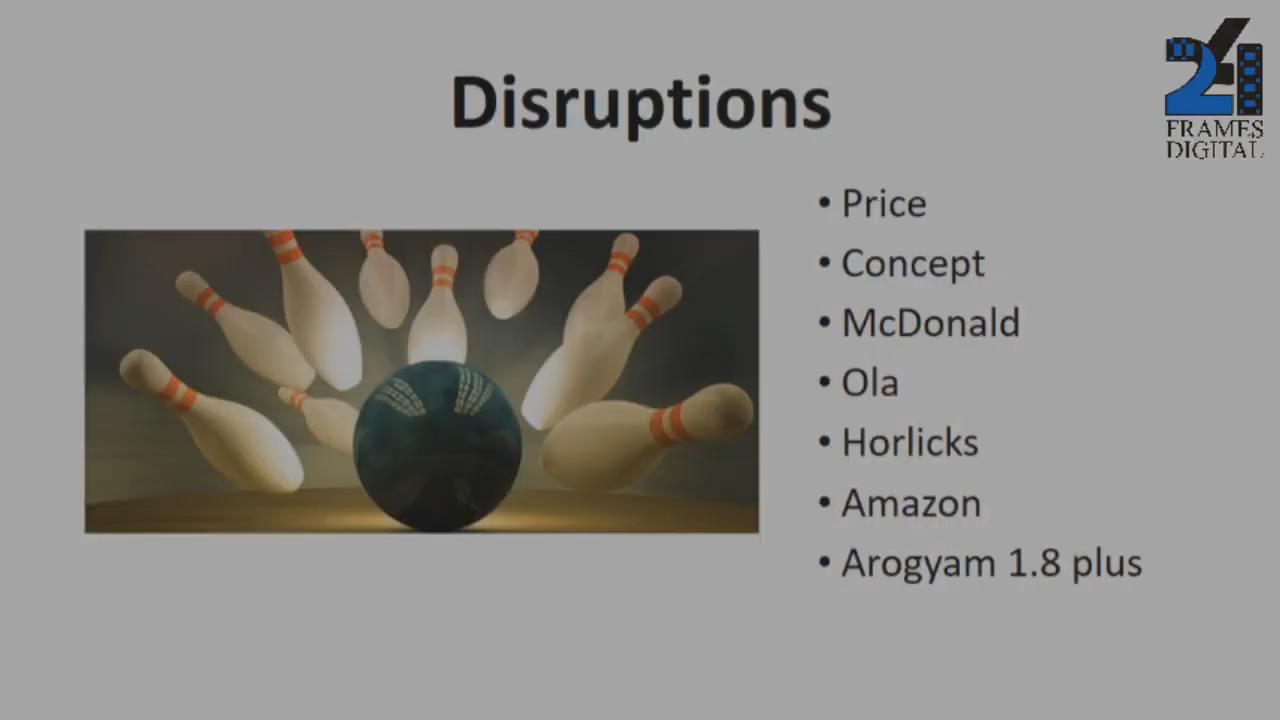 Disruptions
24
FRAMES
DIGITAL
• Price
• Concept
• McDonald
• Ola
• Horlicks
• Amazon
• Arogyam 1.8 plus